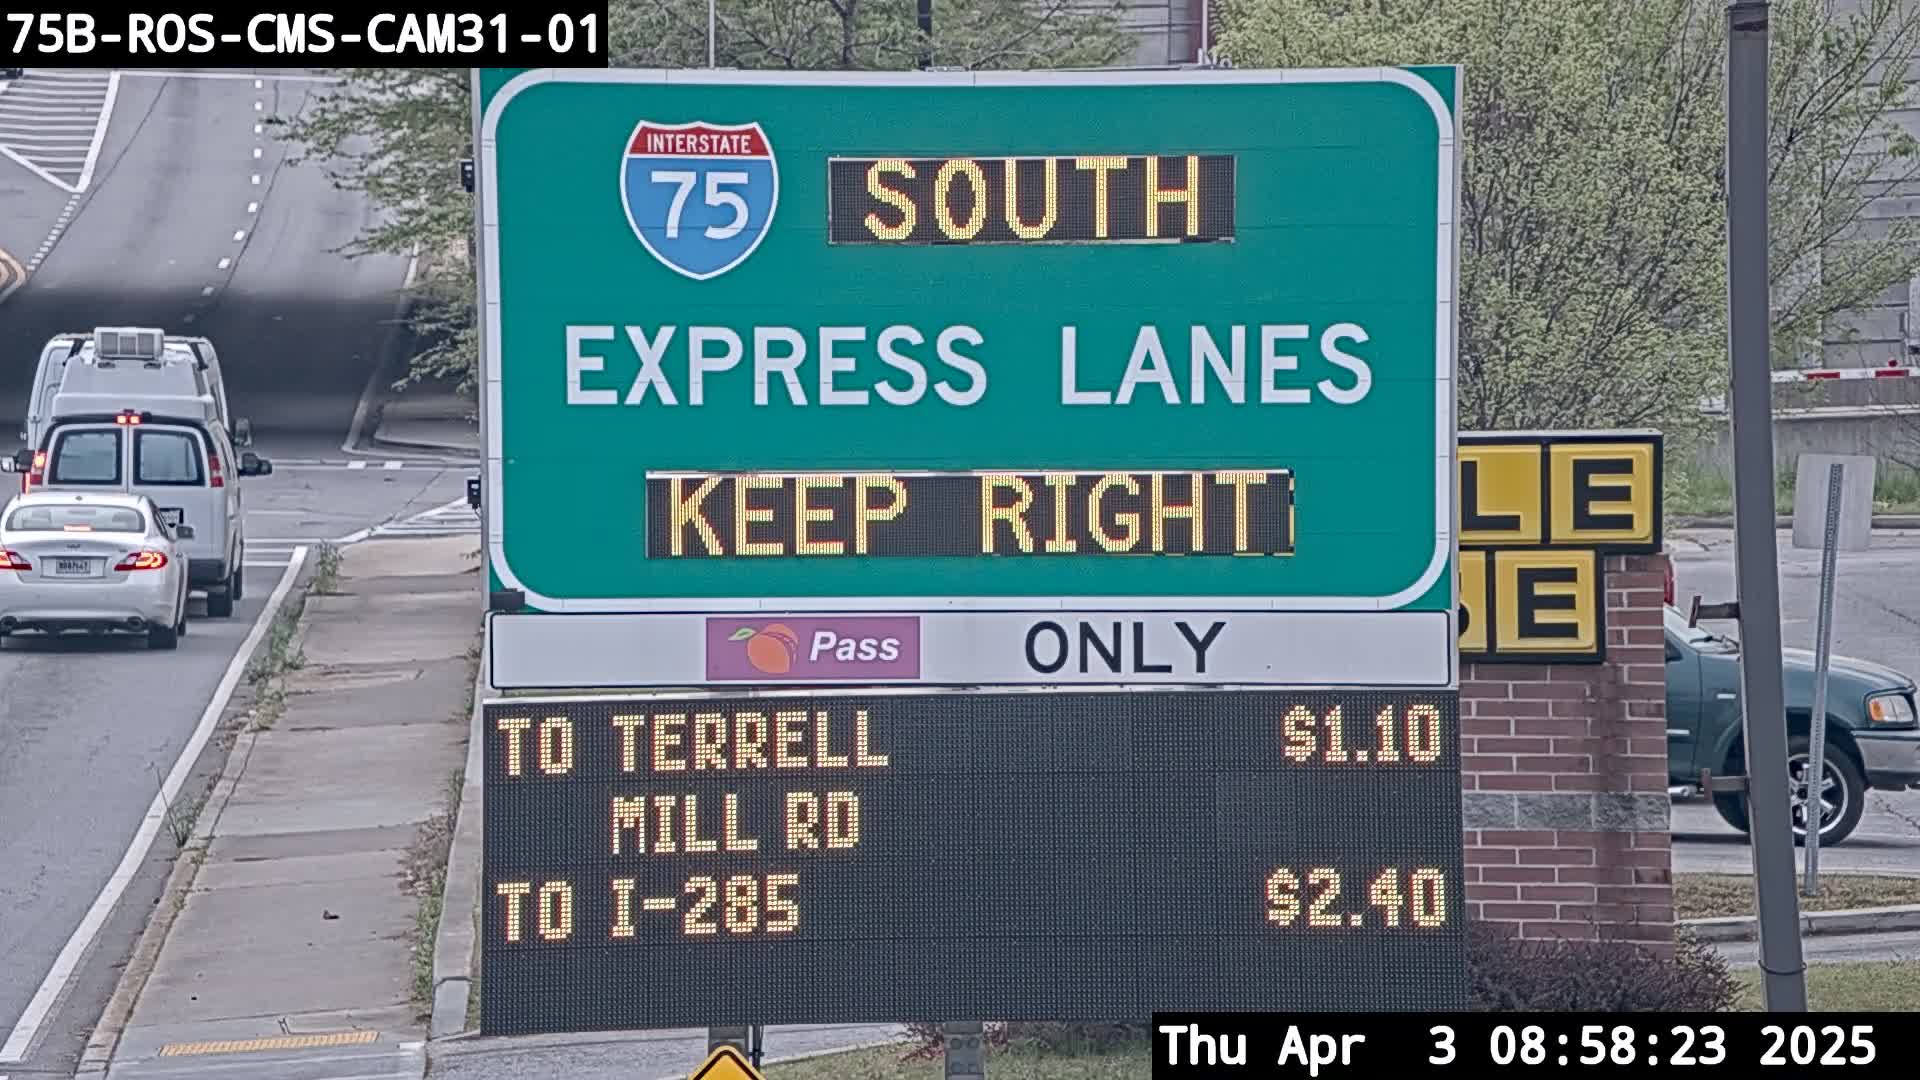 75B-ROS-CMS-CAM31-01
INTERSTATE
75
SOUTH
EXPRESS LANES
KEEP RIGHT
Pass ONLY
TO TERRELL $1.10
MILL RD
TO I-285 $2.40
LE
E
Thu Apr 3 08:58:23 2025